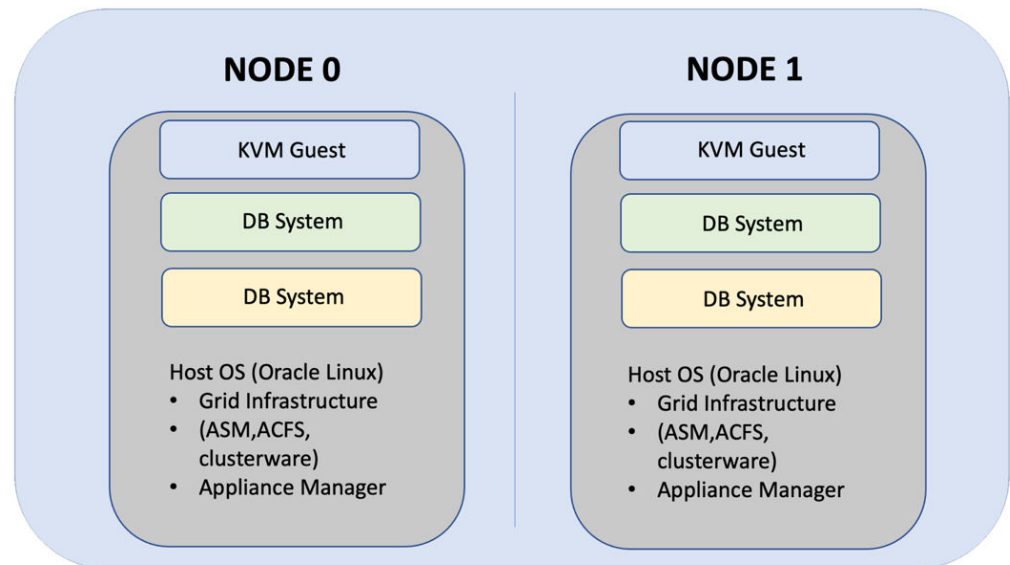 NODE 0
KVM Guest
DB System
DB System
Host OS (Oracle Linux)
• Grid Infrastructure
• (ASM,ACFS,
clusterware)
• Appliance Manager
NODE 1
KVM Guest
DB System
DB System
Host OS (Oracle Linux)
• Grid Infrastructure
• (ASM,ACFS,
clusterware)
• Appliance Manager